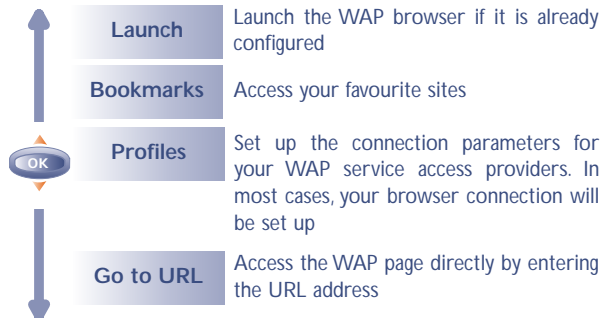 Launch
Launch the WAP browser if it is already
configured
Bookmarks
Access your favourite sites
OK
Profiles
Set up the connection parameters for
your WAP service access providers. In
most cases, your browser connection will
be set up
Go to URL
Access the WAP page directly by entering
the URL address